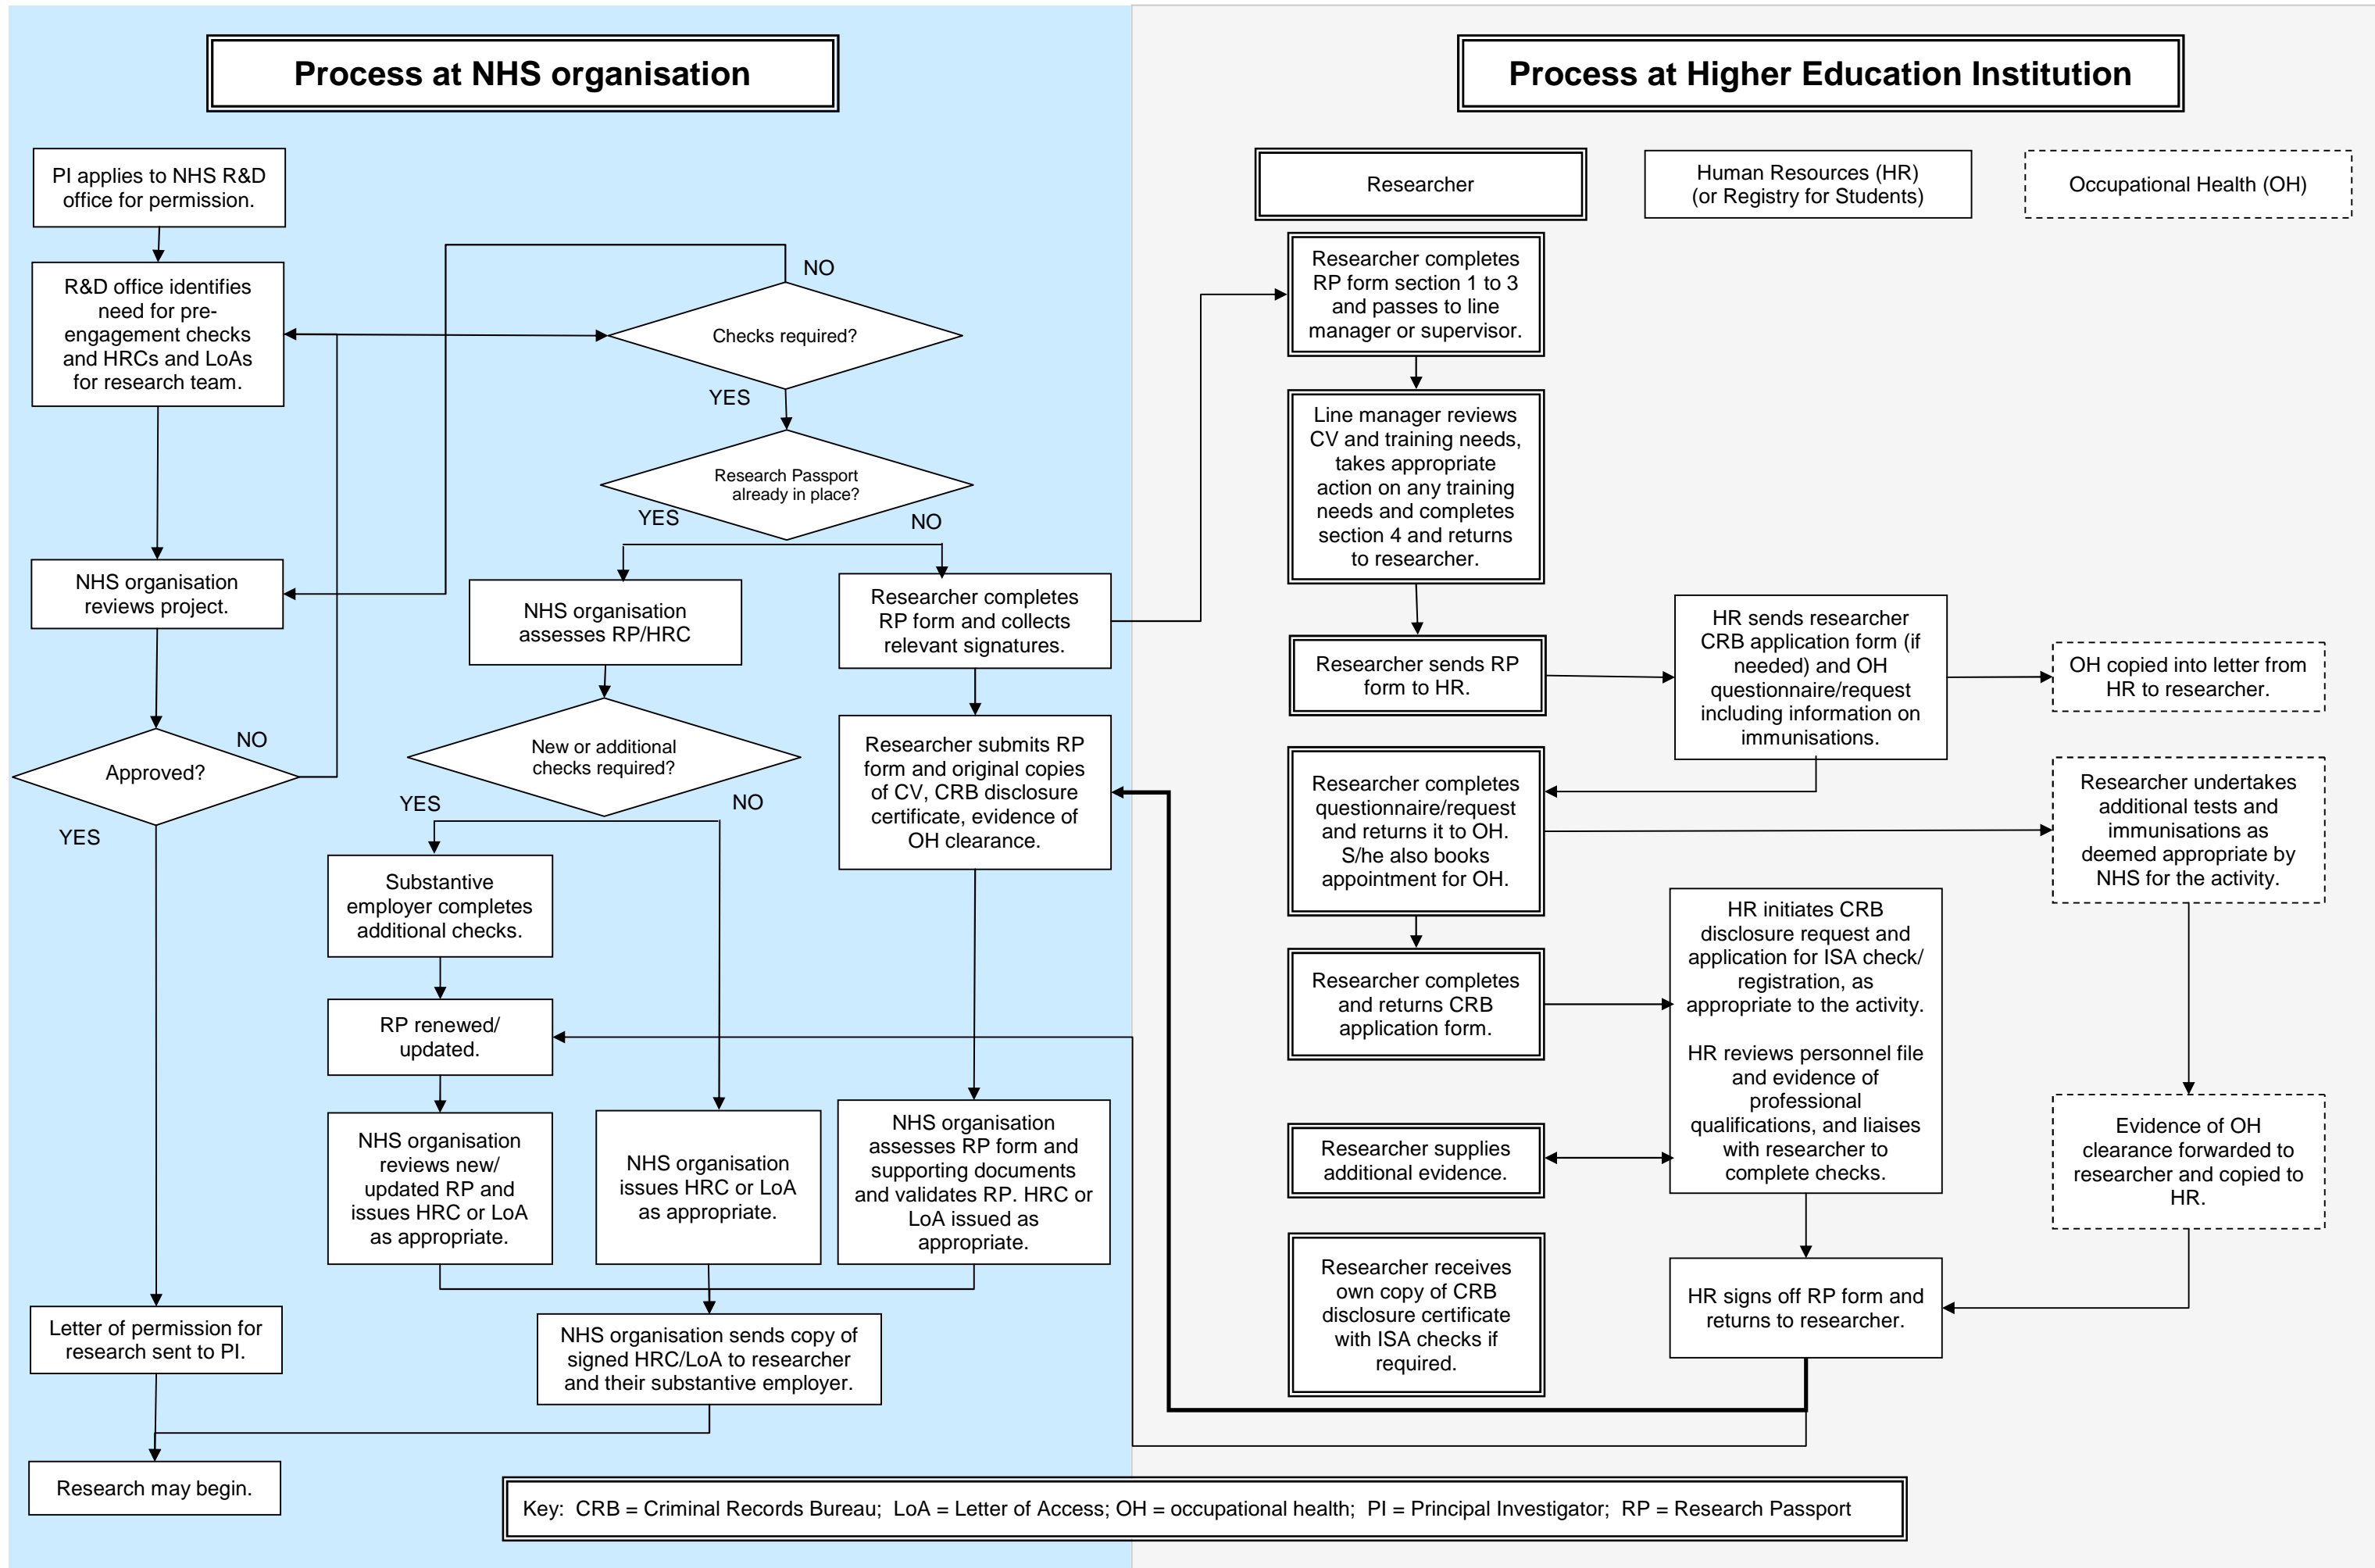 Process at NHS organisation
PI applies to NHS R&D
office for permission.
R&D office identifies
need for pre-
engagement checks
and HRCs and LoAs
for research team.
NHS organisation
reviews project.
Approved?
NO
YES
Letter of permission for
research sent to PI.
Research may begin.
NO
Checks required?
YES
Research Passport
already in place?
YES
NO
NHS organisation
assesses RP/HRC
New or additional
checks required?
YES
NO
Substantive
employer completes
additional checks.
RP renewed/
updated.
NHS organisation
reviews new/
updated RP and
issues HRC or LoA
as appropriate.
NHS organisation
issues HRC or LoA
as appropriate.
Researcher completes
RP form and collects
relevant signatures.
Researcher submits RP
form and original copies
of CV, CRB disclosure
certificate, evidence of
OH clearance.
NHS organisation
assesses RP form and
supporting documents
and validates RP. HRC or
LoA issued as
appropriate.
NHS organisation sends copy of
signed HRC/LoA to researcher
and their substantive employer.
Process at Higher Education Institution
Researcher
Human Resources (HR)
(or Registry for Students)
Occupational Health (OH)
Researcher completes
RP form section 1 to 3
and passes to line
manager or supervisor.
Line manager reviews
CV and training needs,
takes appropriate
action on any training
needs and completes
section 4 and returns
to researcher.
Researcher sends RP
form to HR.
HR sends researcher
CRB application form (if
needed) and OH
questionnaire/request
including information on
immunisations.
OH copied into letter from
HR to researcher.
Researcher completes
questionnaire/request
and returns it to OH.
S/he also books
appointment for OH.
Researcher undertakes
additional tests and
immunisations as
deemed appropriate by
NHS for the activity.
Researcher completes
and returns CRB
application form.
HR initiates CRB
disclosure request and
application for ISA check/
registration, as
appropriate to the activity.
HR reviews personnel file
and evidence of
professional
qualifications, and liaises
with researcher to
complete checks.
Researcher supplies
additional evidence.
Evidence of OH
clearance forwarded to
researcher and copied to
HR.
Researcher receives
own copy of CRB
disclosure certificate
with ISA checks if
required.
HR signs off RP form and
returns to researcher.
Key:  CRB = Criminal Records Bureau;  LoA = Letter of Access; OH = occupational health;  PI = Principal Investigator;  RP = Research Passport